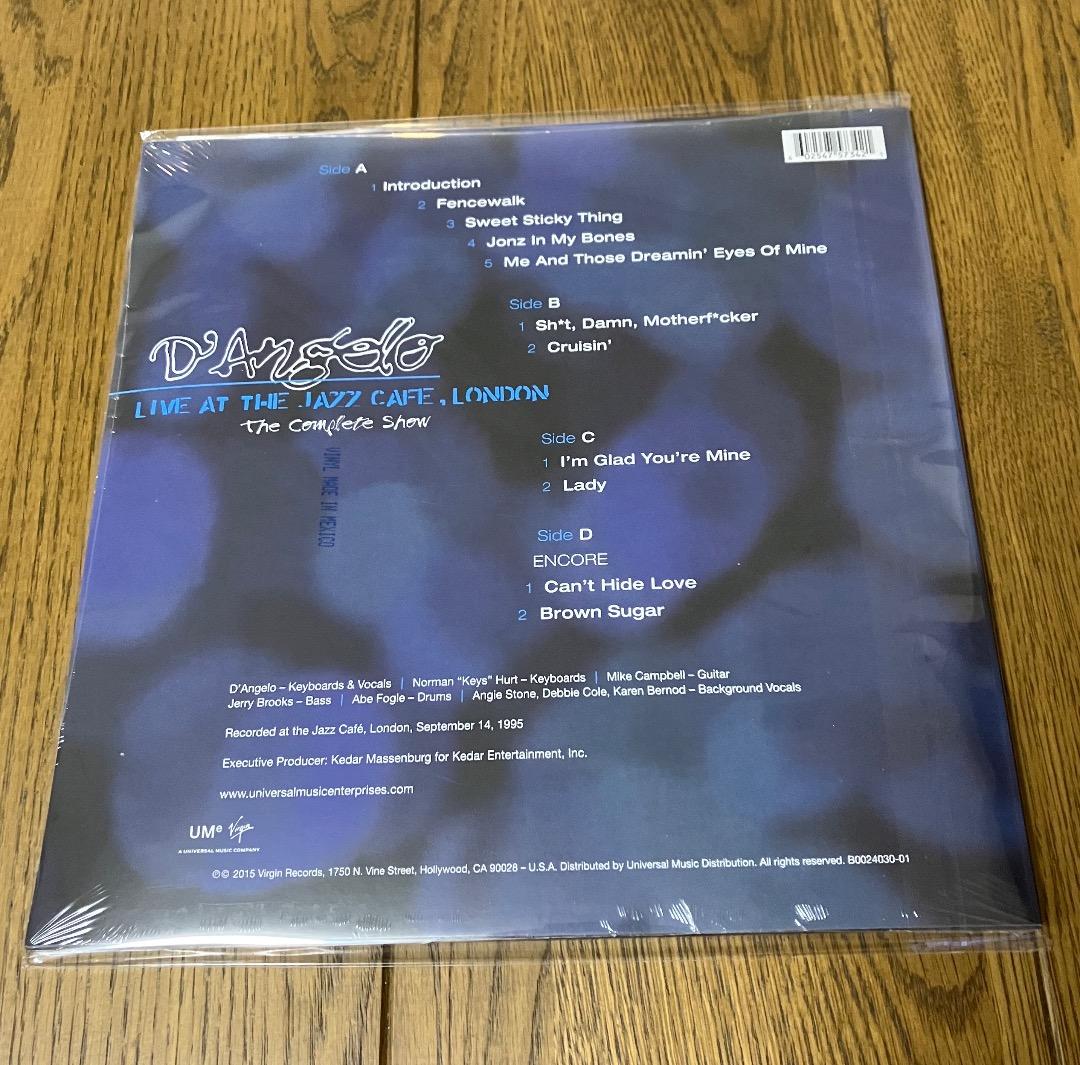 Side A
1 Introduction
2 Fencewalk
3 Sweet Sticky Thing
4 Jonz In My Bones
5 Me And Those Dreamin' Eyes Of Mine
Side B
1 Sh*t, Damn, Motherf*cker
2 Cruisin'
D'Angelo
LIVE AT THE JAZZ CAFE, LONDON
The Complete Show
VINYL MADE IN MEXICO
Side C
1 I'm Glad You're Mine
2 Lady
Side D
ENCORE
1 Can't Hide Love
2 Brown Sugar
D'Angelo – Keyboards & Vocals | Norman "Keys" Hurt – Keyboards | Mike Campbell – Guitar
Jerry Brooks – Bass | Abe Fogle – Drums | Angie Stone, Debbie Cole, Karen Bernod – Background Vocals
Recorded at the Jazz Café, London, September 14, 1995
Executive Producer: Kedar Massenburg for Kedar Entertainment, Inc.
www.universalmusicenterprises.com
UMe Virgin
A UNIVERSAL MUSIC COMPANY
℗© 2015 Virgin Records, 1750 N. Vine Street, Hollywood, CA 90028 – U.S.A. Distributed by Universal Music Distribution. All rights reserved. B0024030-01